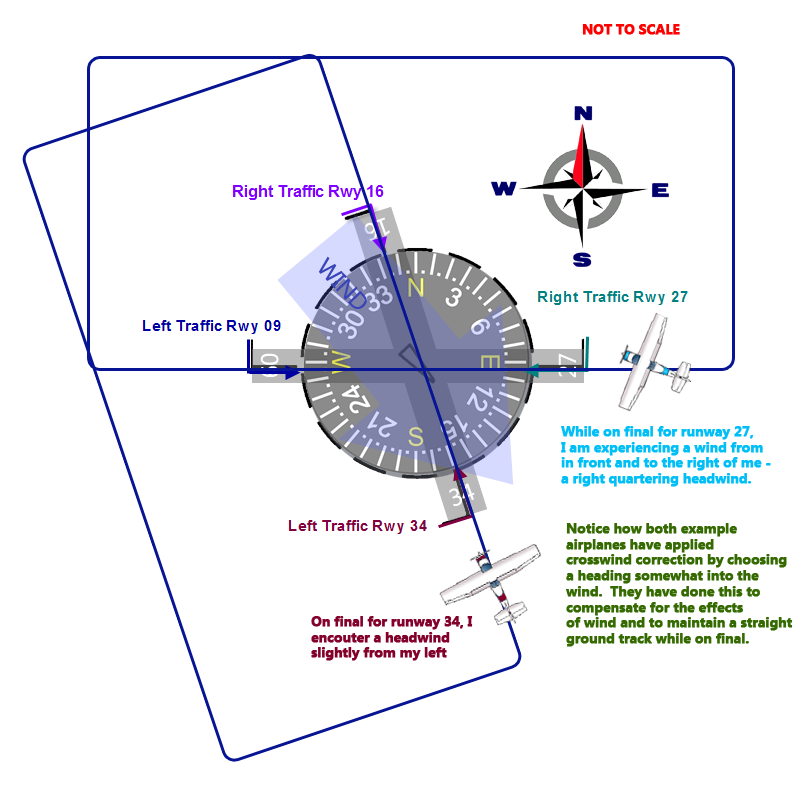 NOT TO SCALE
N
W
E
S
Right Traffic Rwy 16
16
WIND
33
N
3
30
6
Right Traffic Rwy 27
Left Traffic Rwy 09
09
W
E
27
24
12
21
S
15
34
Left Traffic Rwy 34
While on final for runway 27,
I am experiencing a wind from
in front and to the right of me -
a right quartering headwind.
Notice how both example
airplanes have applied
crosswind correction by choosing
a heading somewhat into the
wind.  They have done this to
compensate for the effects
of wind and to maintain a straight
ground track while on final.
On final for runway 34, I
encouter a headwind
slightly from my left